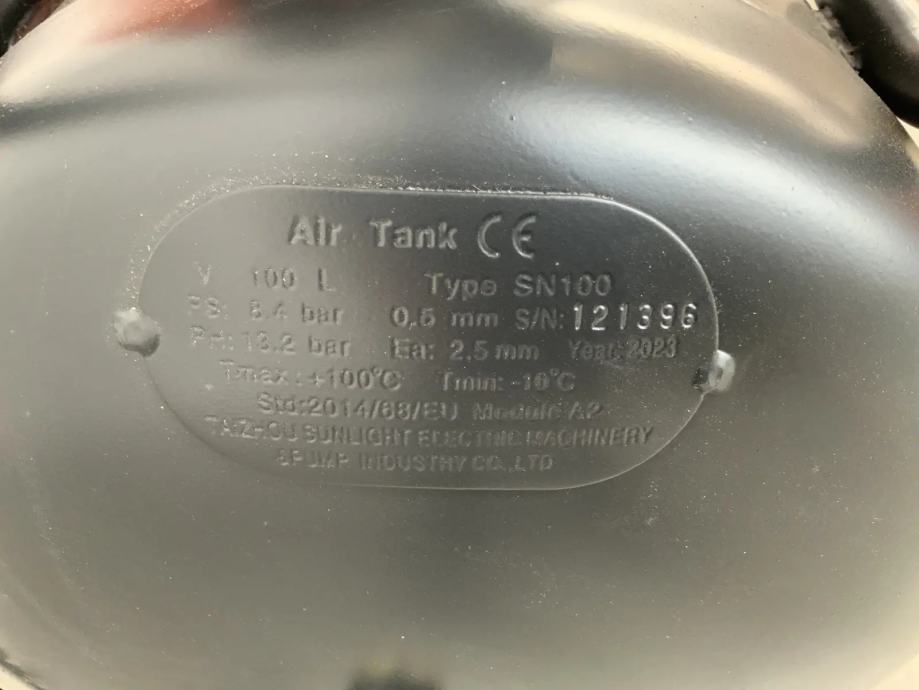 Air Tank CE
V 100 L Type SN100
PS: 8.4 bar 0,5 mm S/N: 121396
13.2 bar Ea: 2,5 mm Year: 2023
Tmax: +100°C Tmin: -10°C
Std:2014/68/EU Module A2
TAIZHOU SUNLIGHT ELECTRIC MACHINERY
&PUMP INDUSTRY CO.,LTD